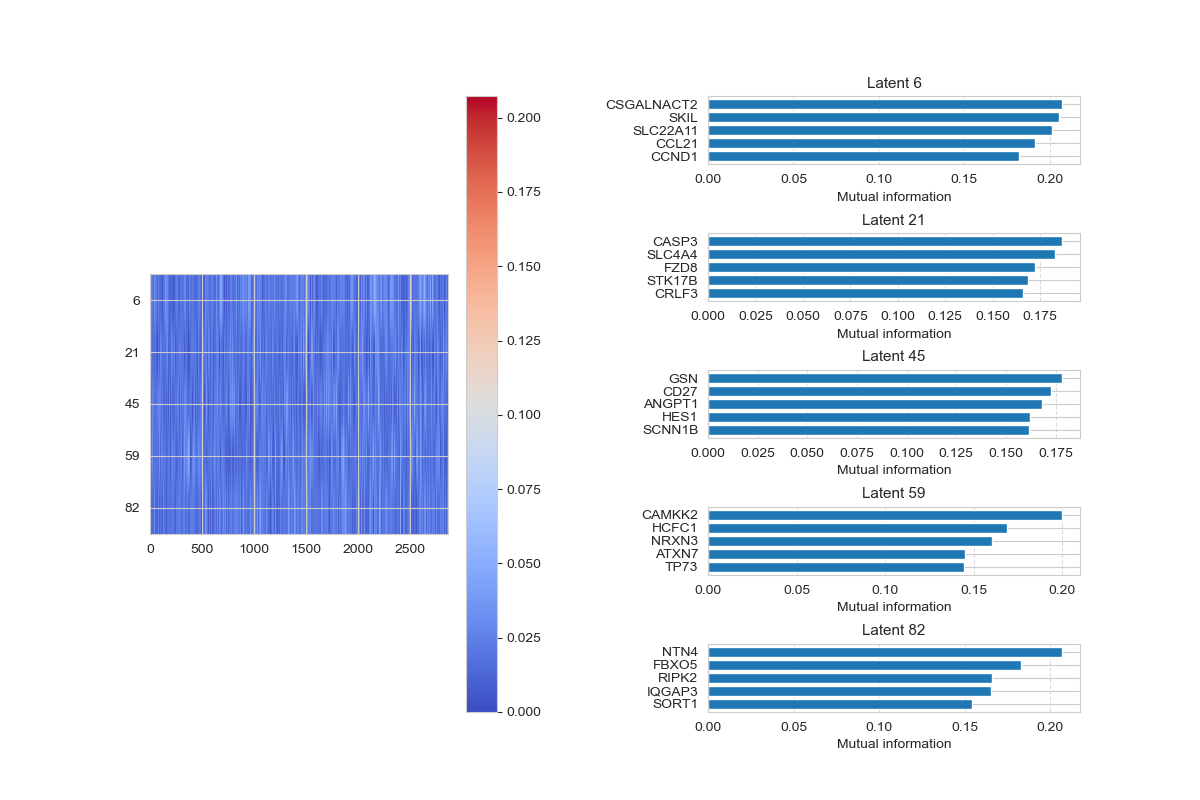 6
21
45
59
82
0 500 1000 1500 2000 2500
0.200
0.175
0.150
0.125
0.100
0.075
0.050
0.025
0.000
Latent 6
CSGALNACT2
SKIL
SLC22A11
CCL21
CCND1
0.00 0.05 0.10 0.15 0.20
Mutual information
Latent 21
CASP3
SLC4A4
FZD8
STK17B
CRLF3
0.000 0.025 0.050 0.075 0.100 0.125 0.150 0.175
Mutual information
Latent 45
GSN
CD27
ANGPT1
HES1
SCNN1B
0.000 0.025 0.050 0.075 0.100 0.125 0.150 0.175
Mutual information
Latent 59
CAMKK2
HCFC1
NRXN3
ATXN7
TP73
0.00 0.05 0.10 0.15 0.20
Mutual information
Latent 82
NTN4
FBXO5
RIPK2
IQGAP3
SORT1
0.00 0.05 0.10 0.15 0.20
Mutual information